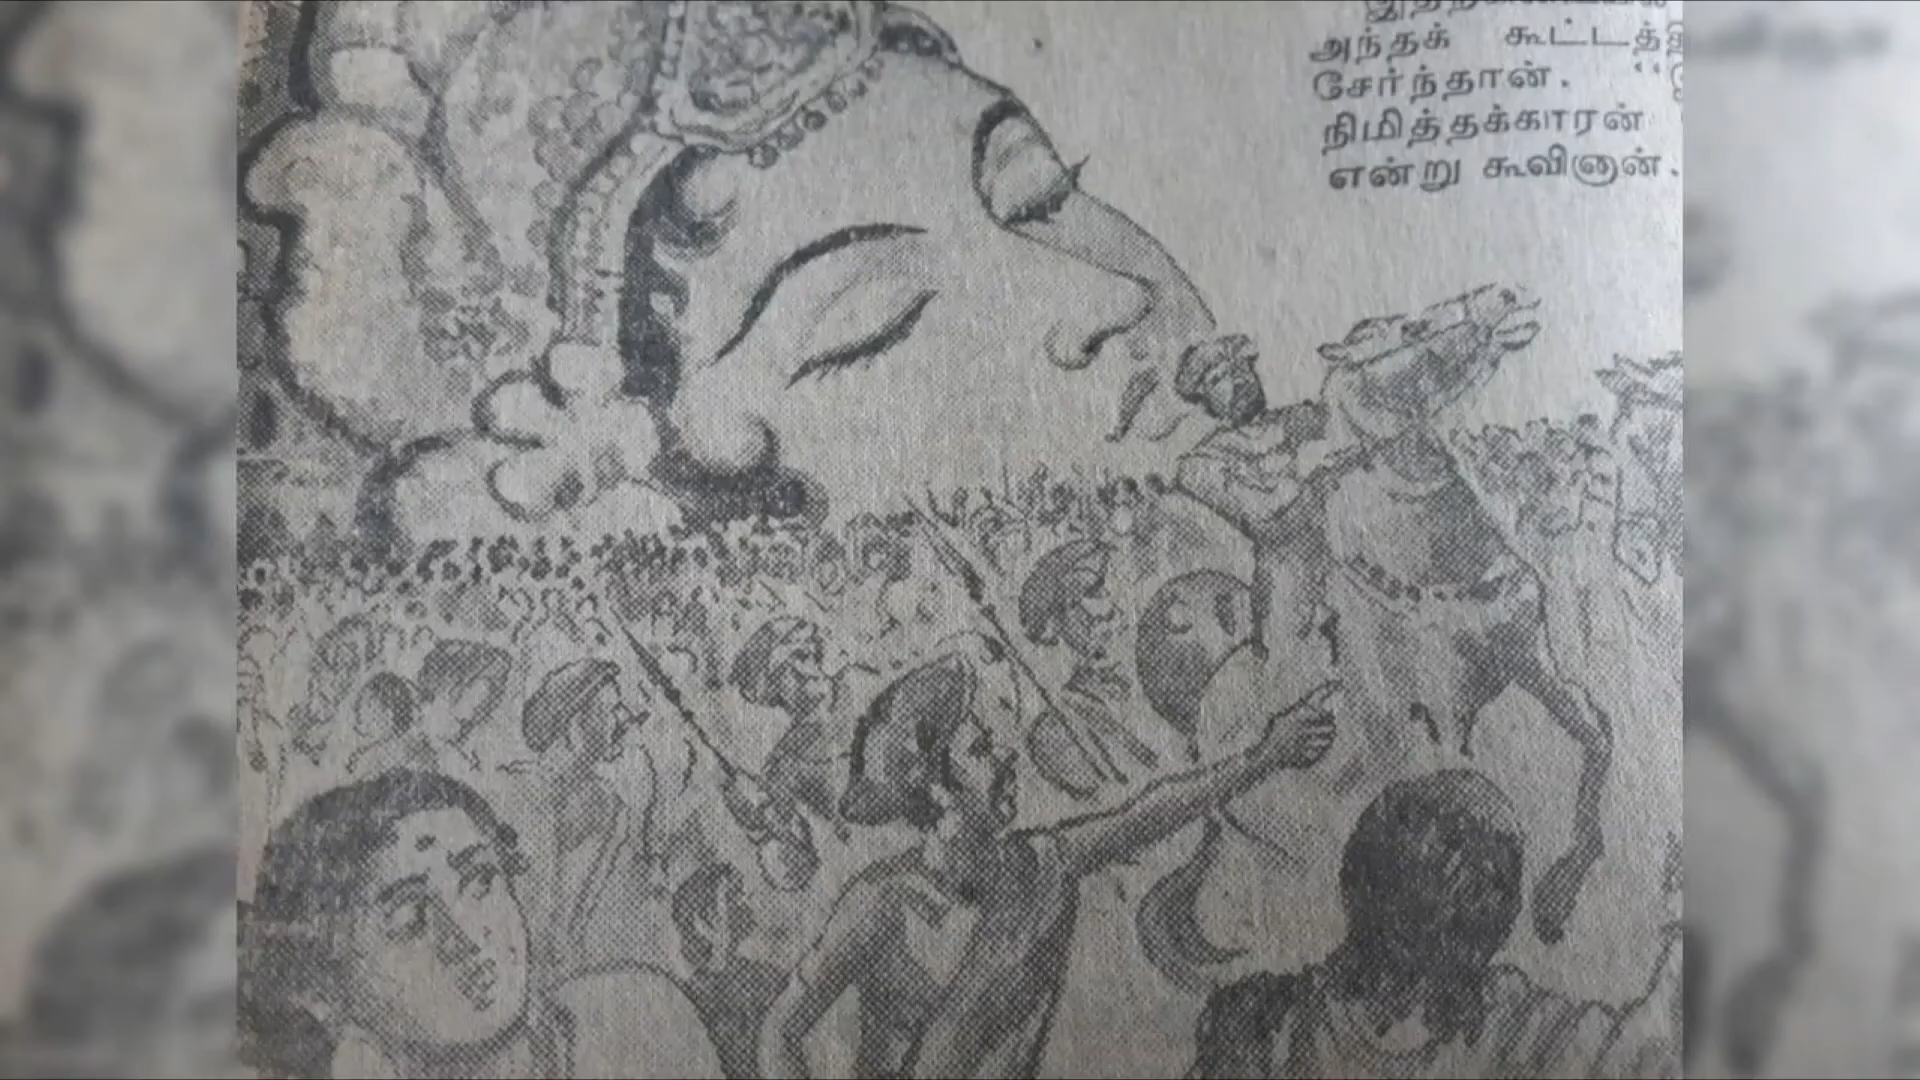 அந்தக் கூட்டத்
சேர்ந்தான்.
நிமித்தக்காரன்
என்று கூவினான்.